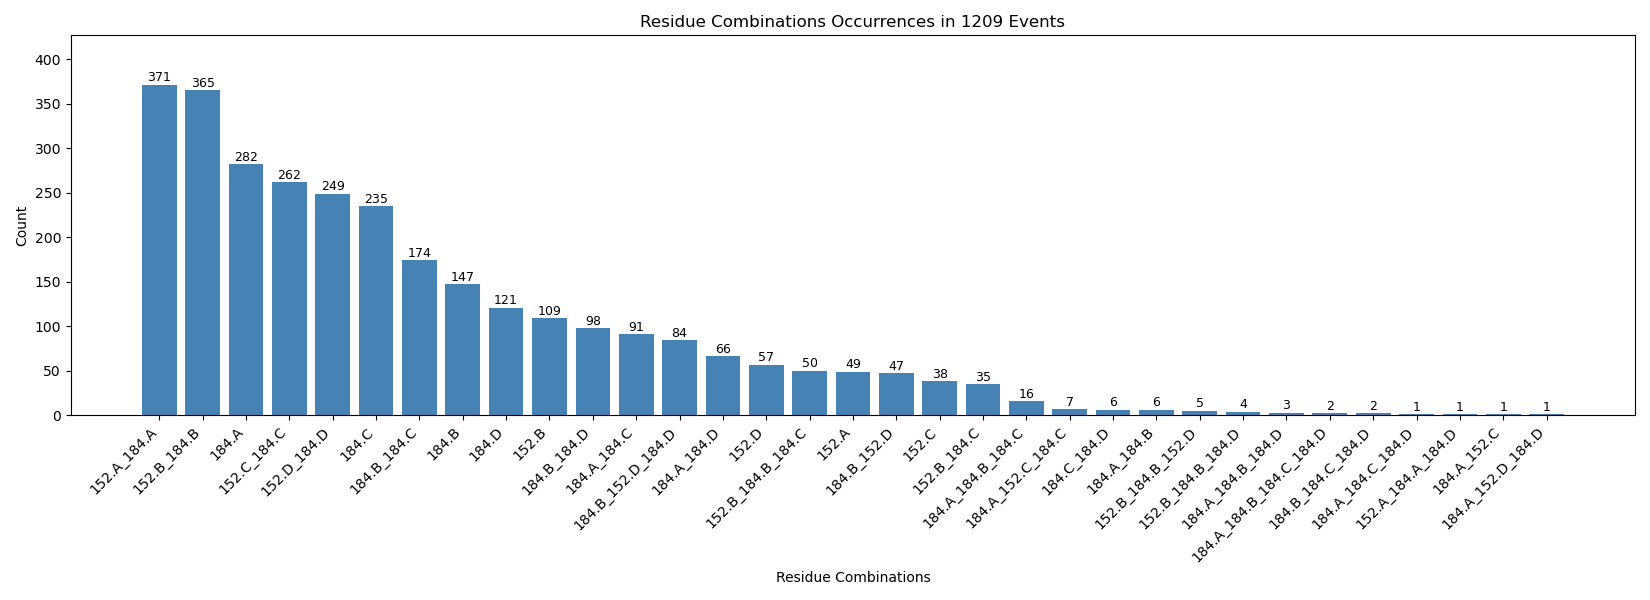 Residue Combinations Occurrences in 1209 Events
Count
400
350
300
250
200
150
100
50
0
371
365
282
262
249
235
174
147
121
109
98
91
84
66
57
50
49
47
38
35
16
7
6
6
5
4
3
2
2
1
1
1
1
152.A_184.A
152.B_184.B
184.A
152.C_184.C
152.D_184.D
184.C
184.B_184.C
184.B
184.D
152.B
184.B_184.D
184.A_184.C
184.B_152.D_184.D
184.A_184.D
152.D
152.B_184.B_184.C
152.A
184.B_152.D
152.C
152.B_184.C
184.A_184.B_184.C
184.A_152.C_184.C
184.C_184.D
184.A_184.B
152.B_184.B_152.D
152.B_184.B_184.D
184.A_184.B_184.D
184.A_184.B_184.C_184.D
184.B_184.C_184.D
184.A_184.C_184.D
152.A_184.A_184.D
184.A_152.C
184.A_152.D_184.D
Residue Combinations